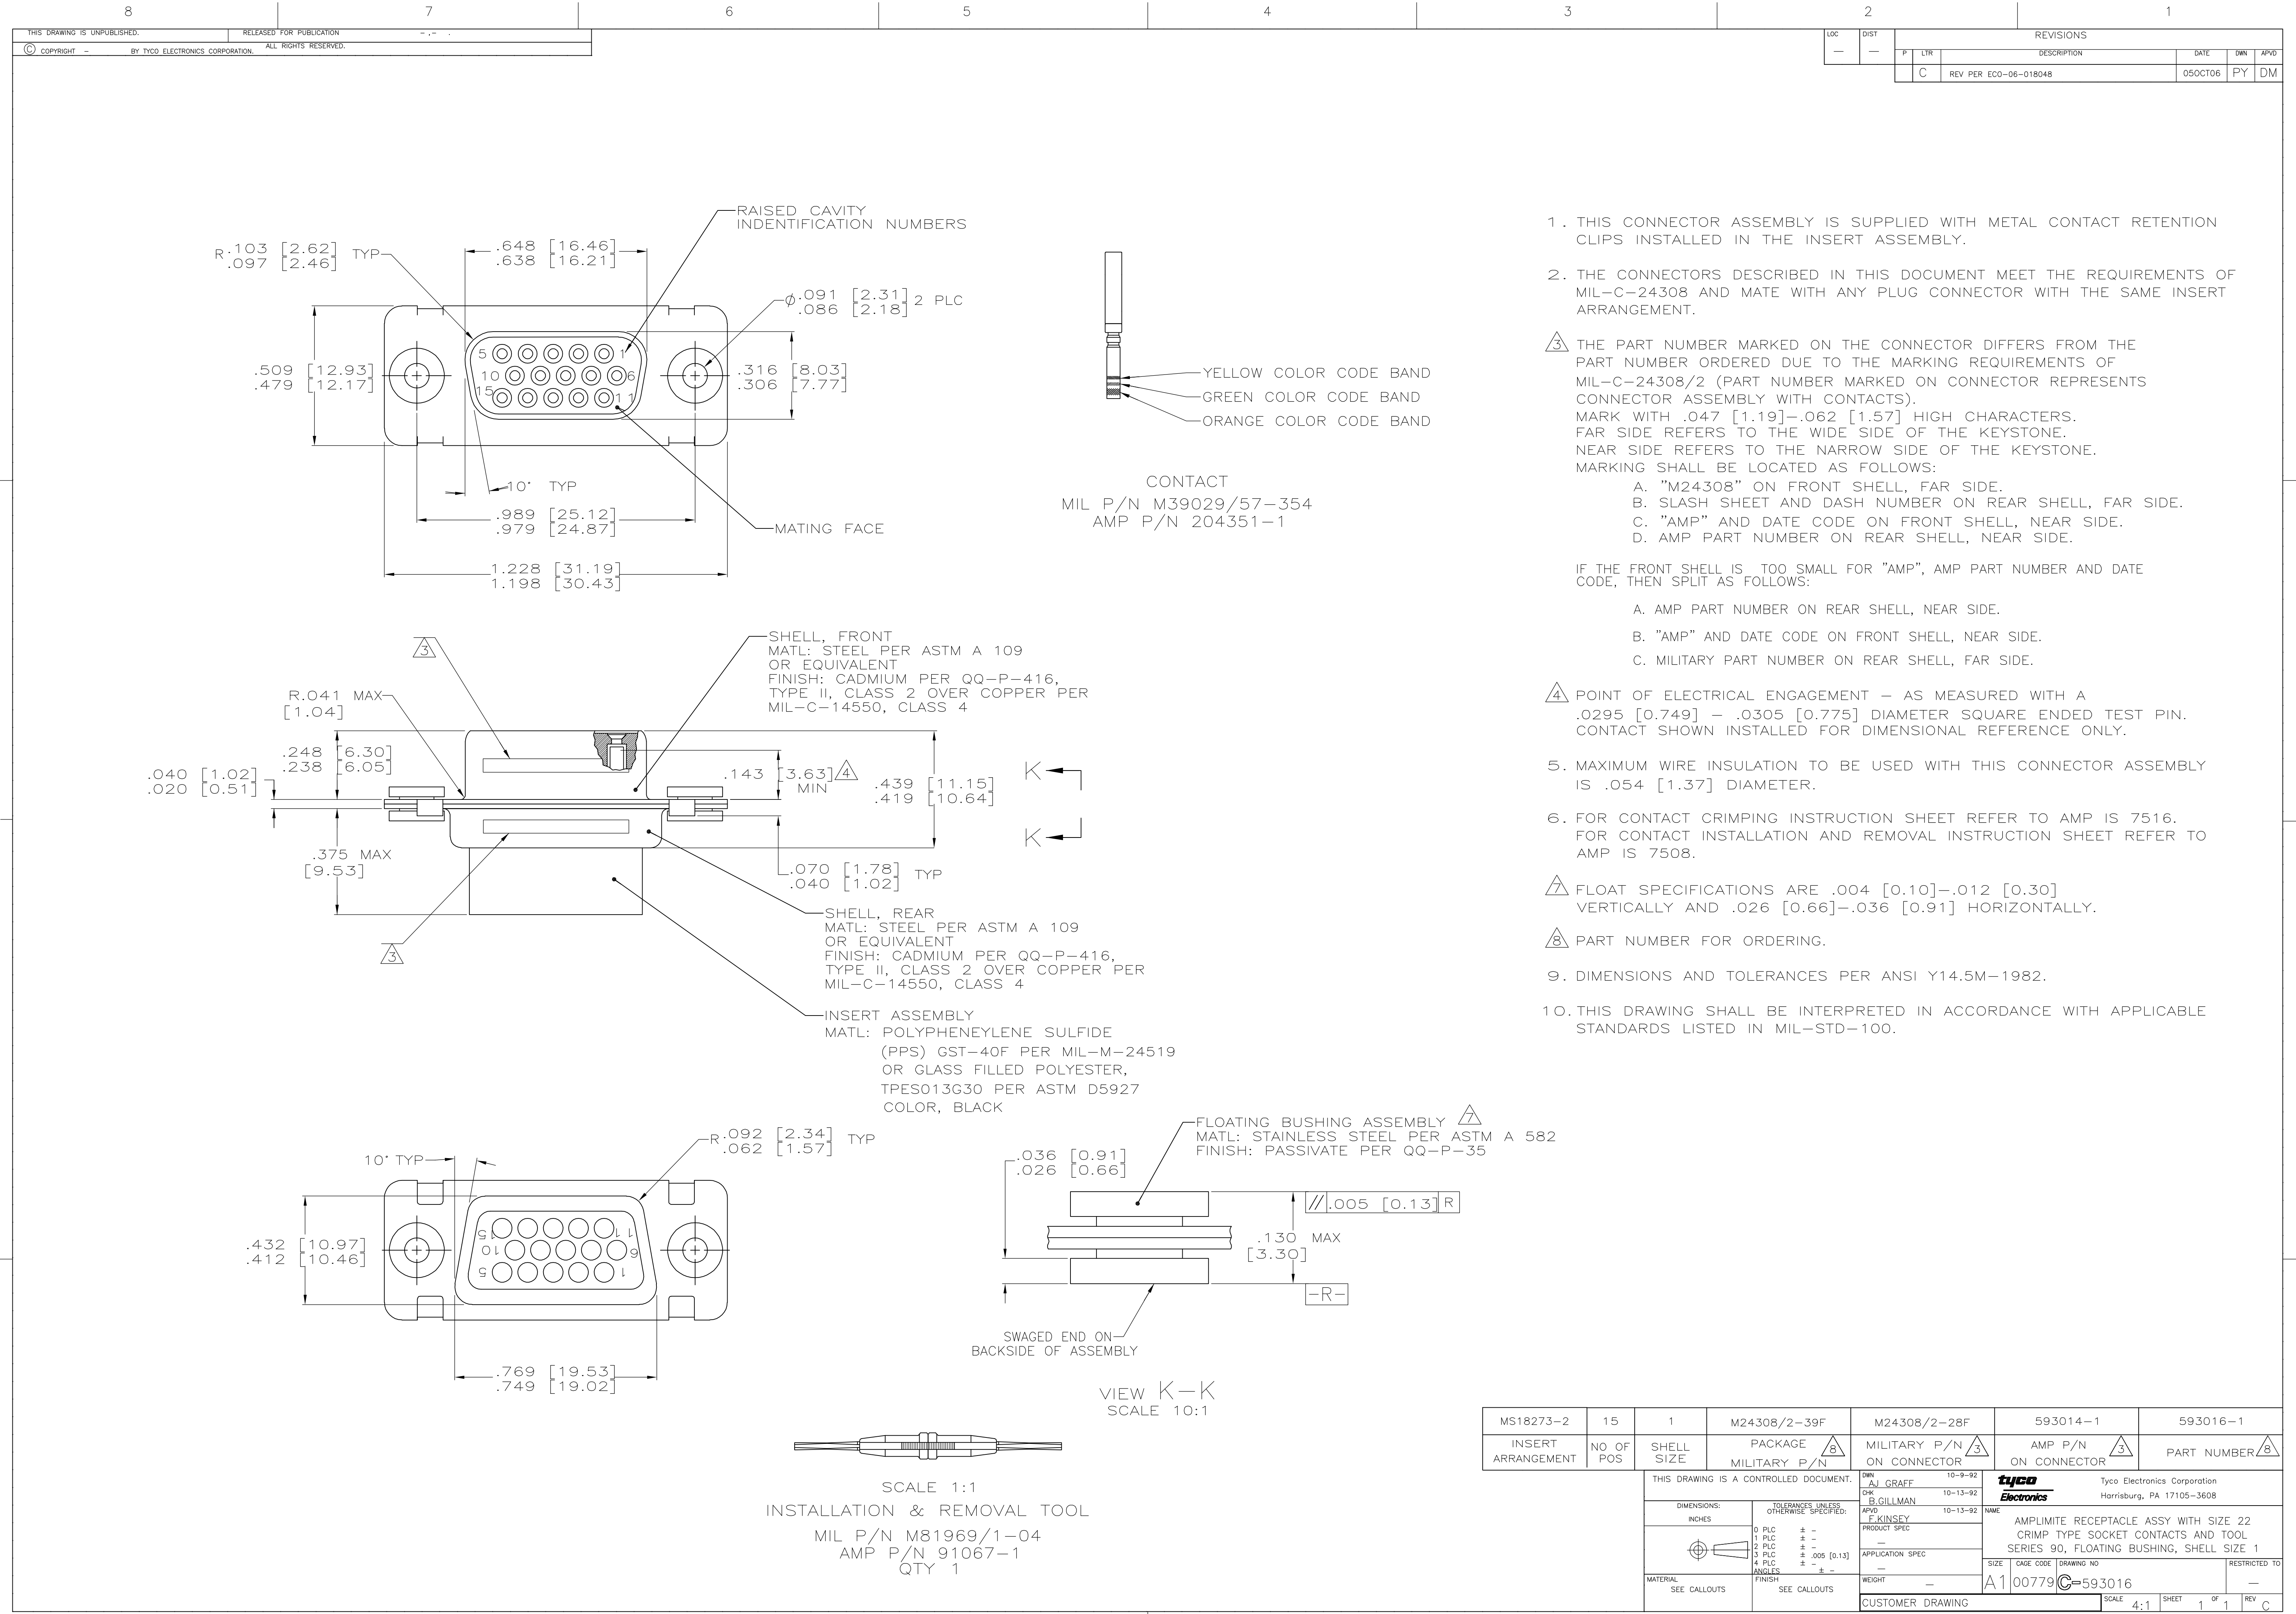 8 7 6 5 4 3 2 1
THIS DRAWING IS UNPUBLISHED. RELEASED FOR PUBLICATION - ,- .
© COPYRIGHT - BY TYCO ELECTRONICS CORPORATION. ALL RIGHTS RESERVED.
LOC DIST REVISIONS
— —
P LTR DESCRIPTION DATE DWN APVD
C REV PER ECO-06-018048 05OCT06 PY DM
RAISED CAVITY
INDENTIFICATION NUMBERS
R .103 [2.62] TYP
.097 [2.46]
.648 [16.46]
.638 [16.21]
⌀ .091 [2.31] 2 PLC
.086 [2.18]
.509 [12.93]
.479 [12.17]
5 1
10 6
15 11
.316 [8.03]
.306 [7.77]
10° TYP
.989 [25.12]
.979 [24.87]
MATING FACE
1.228 [31.19]
1.198 [30.43]
YELLOW COLOR CODE BAND
GREEN COLOR CODE BAND
ORANGE COLOR CODE BAND
CONTACT
MIL P/N M39029/57-354
AMP P/N 204351-1
3
SHELL, FRONT
MATL: STEEL PER ASTM A 109
OR EQUIVALENT
FINISH: CADMIUM PER QQ-P-416,
TYPE II, CLASS 2 OVER COPPER PER
MIL-C-14550, CLASS 4
R.041 MAX
[1.04]
.248 [6.30]
.238 [6.05]
.040 [1.02]
.020 [0.51]
.143 [3.63] 4
MIN
.439 [11.15]
.419 [10.64]
K
K
.375 MAX
[9.53]
.070 [1.78] TYP
.040 [1.02]
3
SHELL, REAR
MATL: STEEL PER ASTM A 109
OR EQUIVALENT
FINISH: CADMIUM PER QQ-P-416,
TYPE II, CLASS 2 OVER COPPER PER
MIL-C-14550, CLASS 4
INSERT ASSEMBLY
MATL: POLYPHENEYLENE SULFIDE
(PPS) GST-40F PER MIL-M-24519
OR GLASS FILLED POLYESTER,
TPES013G30 PER ASTM D5927
COLOR, BLACK
R .092 [2.34] TYP
.062 [1.57]
10° TYP
.432 [10.97]
.412 [10.46]
15 11
10 6
5 1
.769 [19.53]
.749 [19.02]
FLOATING BUSHING ASSEMBLY 7
MATL: STAINLESS STEEL PER ASTM A 582
FINISH: PASSIVATE PER QQ-P-35
.036 [0.91]
.026 [0.66]
// .005 [0.13] R
.130 MAX
[3.30]
-R-
SWAGED END ON
BACKSIDE OF ASSEMBLY
VIEW K-K
SCALE 10:1
SCALE 1:1
INSTALLATION & REMOVAL TOOL
MIL P/N M81969/1-04
AMP P/N 91067-1
QTY 1
1. THIS CONNECTOR ASSEMBLY IS SUPPLIED WITH METAL CONTACT RETENTION
CLIPS INSTALLED IN THE INSERT ASSEMBLY.
2. THE CONNECTORS DESCRIBED IN THIS DOCUMENT MEET THE REQUIREMENTS OF
MIL-C-24308 AND MATE WITH ANY PLUG CONNECTOR WITH THE SAME INSERT
ARRANGEMENT.
3 THE PART NUMBER MARKED ON THE CONNECTOR DIFFERS FROM THE
PART NUMBER ORDERED DUE TO THE MARKING REQUIREMENTS OF
MIL-C-24308/2 (PART NUMBER MARKED ON CONNECTOR REPRESENTS
CONNECTOR ASSEMBLY WITH CONTACTS).
MARK WITH .047 [1.19]-.062 [1.57] HIGH CHARACTERS.
FAR SIDE REFERS TO THE WIDE SIDE OF THE KEYSTONE.
NEAR SIDE REFERS TO THE NARROW SIDE OF THE KEYSTONE.
MARKING SHALL BE LOCATED AS FOLLOWS:
A. "M24308" ON FRONT SHELL, FAR SIDE.
B. SLASH SHEET AND DASH NUMBER ON REAR SHELL, FAR SIDE.
C. "AMP" AND DATE CODE ON FRONT SHELL, NEAR SIDE.
D. AMP PART NUMBER ON REAR SHELL, NEAR SIDE.
IF THE FRONT SHELL IS TOO SMALL FOR "AMP", AMP PART NUMBER AND DATE
CODE, THEN SPLIT AS FOLLOWS:
A. AMP PART NUMBER ON REAR SHELL, NEAR SIDE.
B. "AMP" AND DATE CODE ON FRONT SHELL, NEAR SIDE.
C. MILITARY PART NUMBER ON REAR SHELL, FAR SIDE.
4 POINT OF ELECTRICAL ENGAGEMENT - AS MEASURED WITH A
.0295 [0.749] - .0305 [0.775] DIAMETER SQUARE ENDED TEST PIN.
CONTACT SHOWN INSTALLED FOR DIMENSIONAL REFERENCE ONLY.
5. MAXIMUM WIRE INSULATION TO BE USED WITH THIS CONNECTOR ASSEMBLY
IS .054 [1.37] DIAMETER.
6. FOR CONTACT CRIMPING INSTRUCTION SHEET REFER TO AMP IS 7516.
FOR CONTACT INSTALLATION AND REMOVAL INSTRUCTION SHEET REFER TO
AMP IS 7508.
7 FLOAT SPECIFICATIONS ARE .004 [0.10]-.012 [0.30]
VERTICALLY AND .026 [0.66]-.036 [0.91] HORIZONTALLY.
8 PART NUMBER FOR ORDERING.
9. DIMENSIONS AND TOLERANCES PER ANSI Y14.5M-1982.
10. THIS DRAWING SHALL BE INTERPRETED IN ACCORDANCE WITH APPLICABLE
STANDARDS LISTED IN MIL-STD-100.
MS18273-2 15 1 M24308/2-39F M24308/2-28F 593014-1 593016-1
INSERT ARRANGEMENT NO OF POS SHELL SIZE PACKAGE MILITARY P/N 8 MILITARY P/N ON CONNECTOR 3 AMP P/N ON CONNECTOR 3 PART NUMBER 8
THIS DRAWING IS A CONTROLLED DOCUMENT.
DWN AJ GRAFF 10-9-92
CHK B.GILLMAN 10-13-92
APVD F.KINSEY 10-13-92
tyco Electronics
Tyco Electronics Corporation
Harrisburg, PA 17105-3608
DIMENSIONS:
INCHES
TOLERANCES UNLESS
OTHERWISE SPECIFIED:
0 PLC ± -
1 PLC ± -
2 PLC ± -
3 PLC ± .005 [0.13]
4 PLC ± -
ANGLES ± -
PRODUCT SPEC
—
APPLICATION SPEC
—
NAME
AMPLIMITE RECEPTACLE ASSY WITH SIZE 22
CRIMP TYPE SOCKET CONTACTS AND TOOL
SERIES 90, FLOATING BUSHING, SHELL SIZE 1
MATERIAL
SEE CALLOUTS
FINISH
SEE CALLOUTS
WEIGHT —
SIZE CAGE CODE DRAWING NO RESTRICTED TO
A1 00779 C-593016 —
CUSTOMER DRAWING
SCALE 4:1 SHEET 1 OF 1 REV C